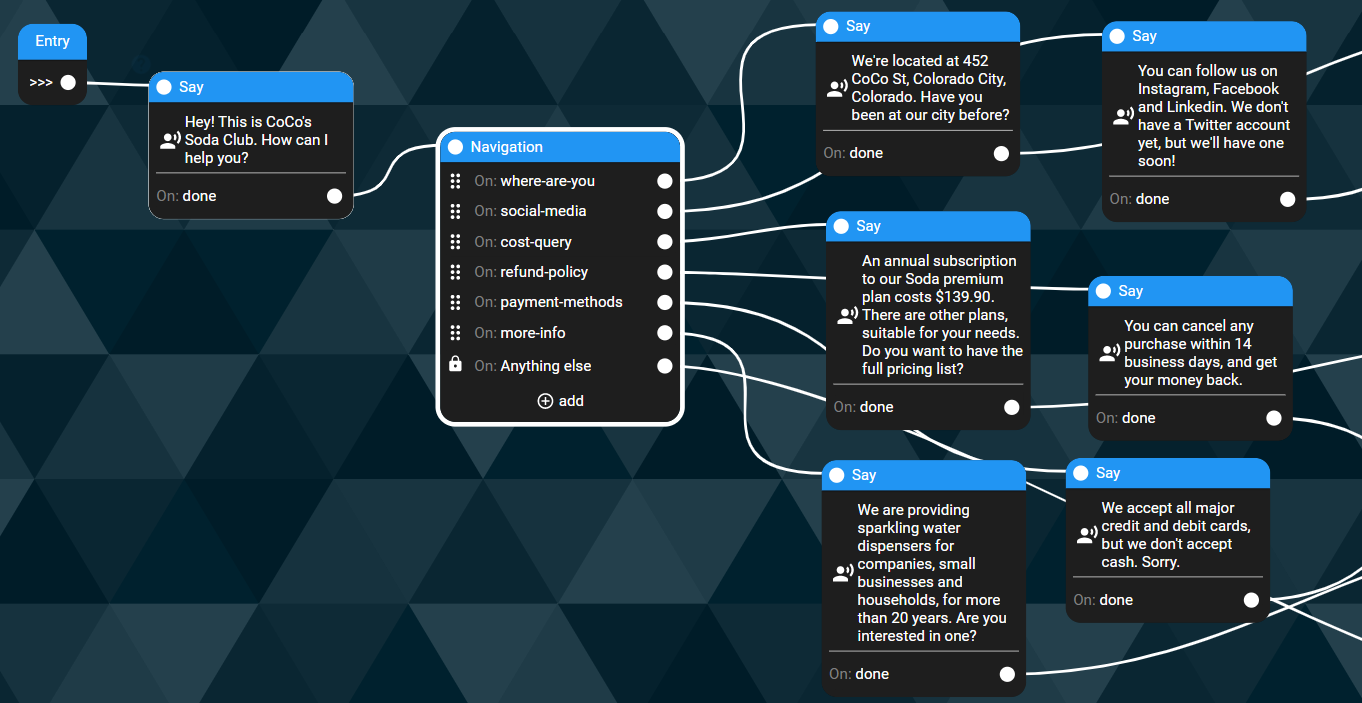 Entry
>>>
Say
Hey! This is CoCo's
Soda Club. How can I
help you?
On: done
Navigation
On: where-are-you
On: social-media
On: cost-query
On: refund-policy
On: payment-methods
On: more-info
On: Anything else
add
Say
We're located at 452
CoCo St, Colorado City,
Colorado. Have you
been at our city before?
On: done
Say
You can follow us on
Instagram, Facebook
and Linkedin. We don't
have a Twitter account
yet, but we'll have one
soon!
On: done
Say
An annual subscription
to our Soda premium
plan costs $139.90.
There are other plans,
suitable for your needs.
Do you want to have the
full pricing list?
On: done
Say
You can cancel any
purchase within 14
business days, and get
your money back.
On: done
Say
We are providing
sparkling water
dispensers for
companies, small
businesses and
households, for more
than 20 years. Are you
interested in one?
On: done
Say
We accept all major
credit and debit cards,
but we don't accept
cash. Sorry.
On: done